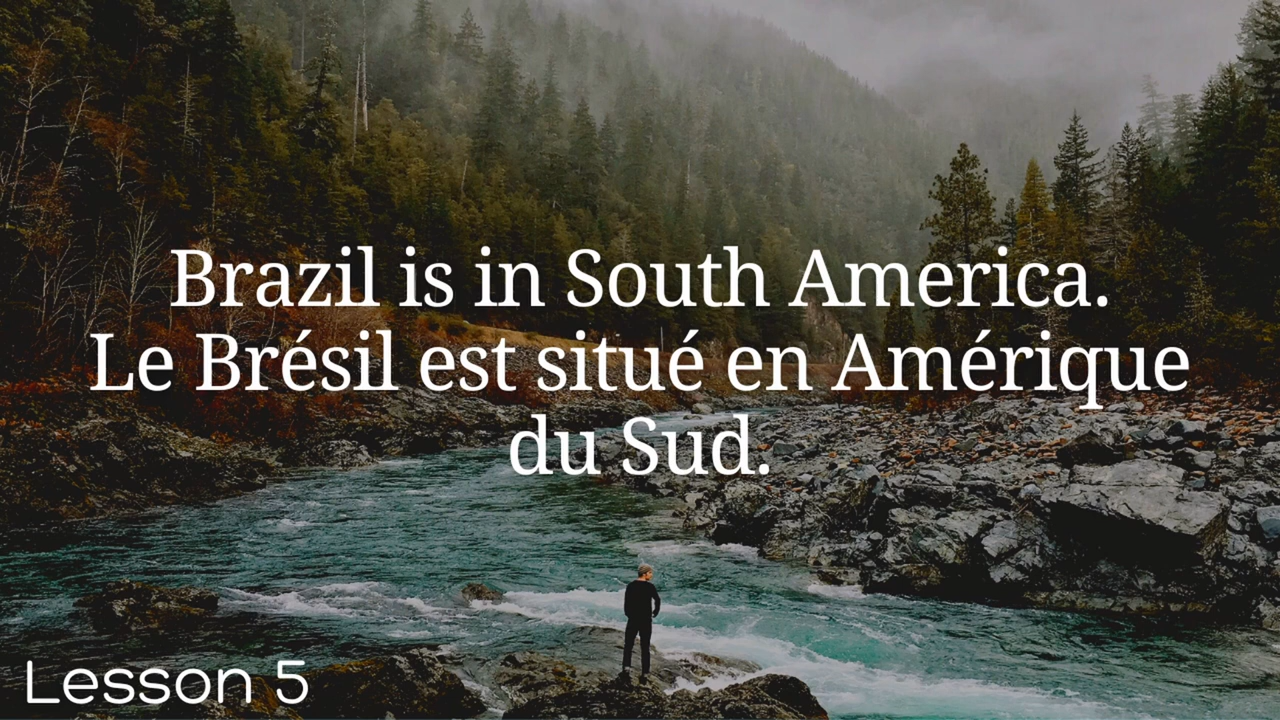 Brazil is in South America.
Le Brésil est situé en Amérique
du Sud.
Lesson 5